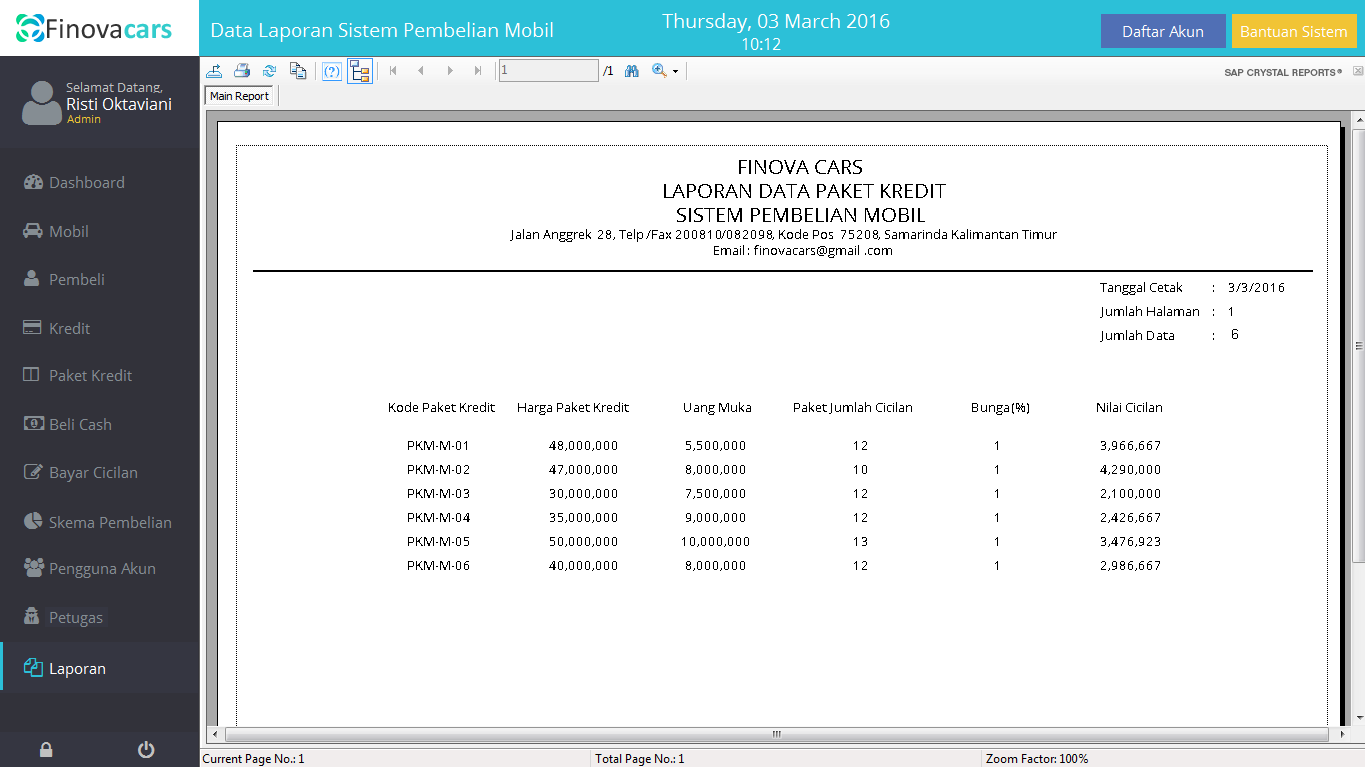 Finovacars
Data Laporan Sistem Pembelian Mobil
Thursday, 03 March 2016
10:12
Daftar Akun
Bantuan Sistem
Selamat Datang,
Risti Oktaviani
Admin
Dashboard
Mobil
Pembeli
Kredit
Paket Kredit
Beli Cash
Bayar Cicilan
Skema Pembelian
Pengguna Akun
Petugas
Laporan
1 /1
SAP CRYSTAL REPORTS®
Main Report
FINOVA CARS
LAPORAN DATA PAKET KREDIT
SISTEM PEMBELIAN MOBIL
Jalan Anggrek 28, Telp/Fax 200810/082098, Kode Pos 75208, Samarinda Kalimantan Timur
Email: finovacars@gmail .com
Tanggal Cetak : 3/3/2016
Jumlah Halaman : 1
Jumlah Data : 6
Kode Paket Kredit Harga Paket Kredit Uang Muka Paket Jumlah Cicilan Bunga(%) Nilai Cicilan
PKM-M-01 48,000,000 5,500,000 12 1 3,966,667
PKM-M-02 47,000,000 8,000,000 10 1 4,290,000
PKM-M-03 30,000,000 7,500,000 12 1 2,100,000
PKM-M-04 35,000,000 9,000,000 12 1 2,426,667
PKM-M-05 50,000,000 10,000,000 13 1 3,476,923
PKM-M-06 40,000,000 8,000,000 12 1 2,986,667
Current Page No.: 1 Total Page No.: 1 Zoom Factor: 100%